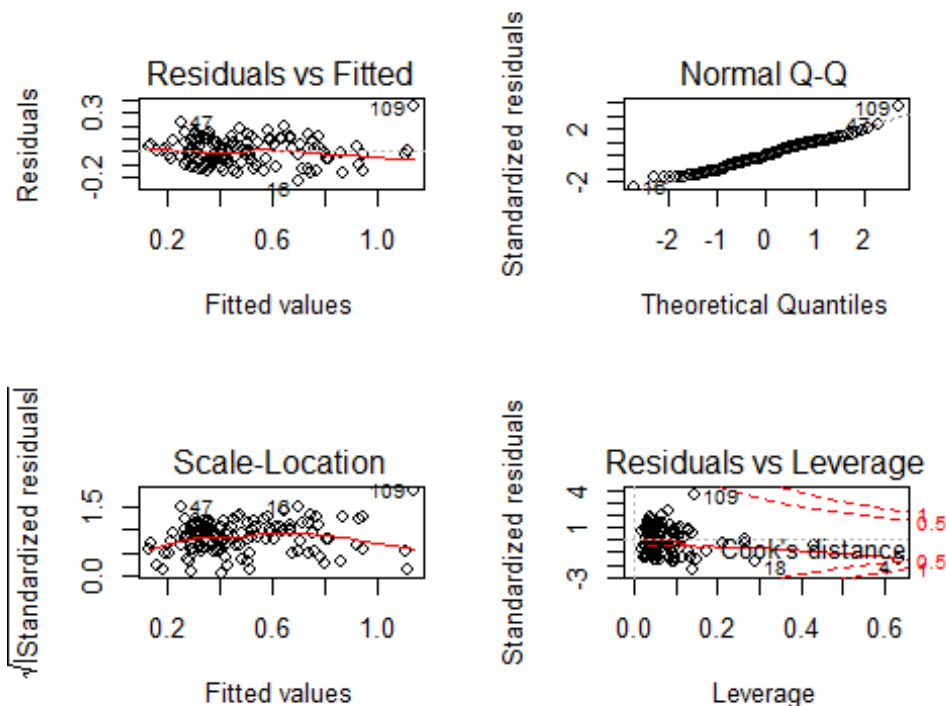 Residuals vs Fitted
Residuals
0.3
-0.2
47
109
16
0.2 0.6 1.0
Fitted values
Normal Q-Q
Standardized residuals
2
-2
109
47
16
-2 -1 0 1 2
Theoretical Quantiles
Scale-Location
√|Standardized residuals|
1.5
0.0
47
16
109
0.2 0.6 1.0
Fitted values
Residuals vs Leverage
Standardized residuals
4
1
-3
109
Cook's distance
18
4
1
0.5
0.5
1
0.0 0.2 0.4 0.6
Leverage